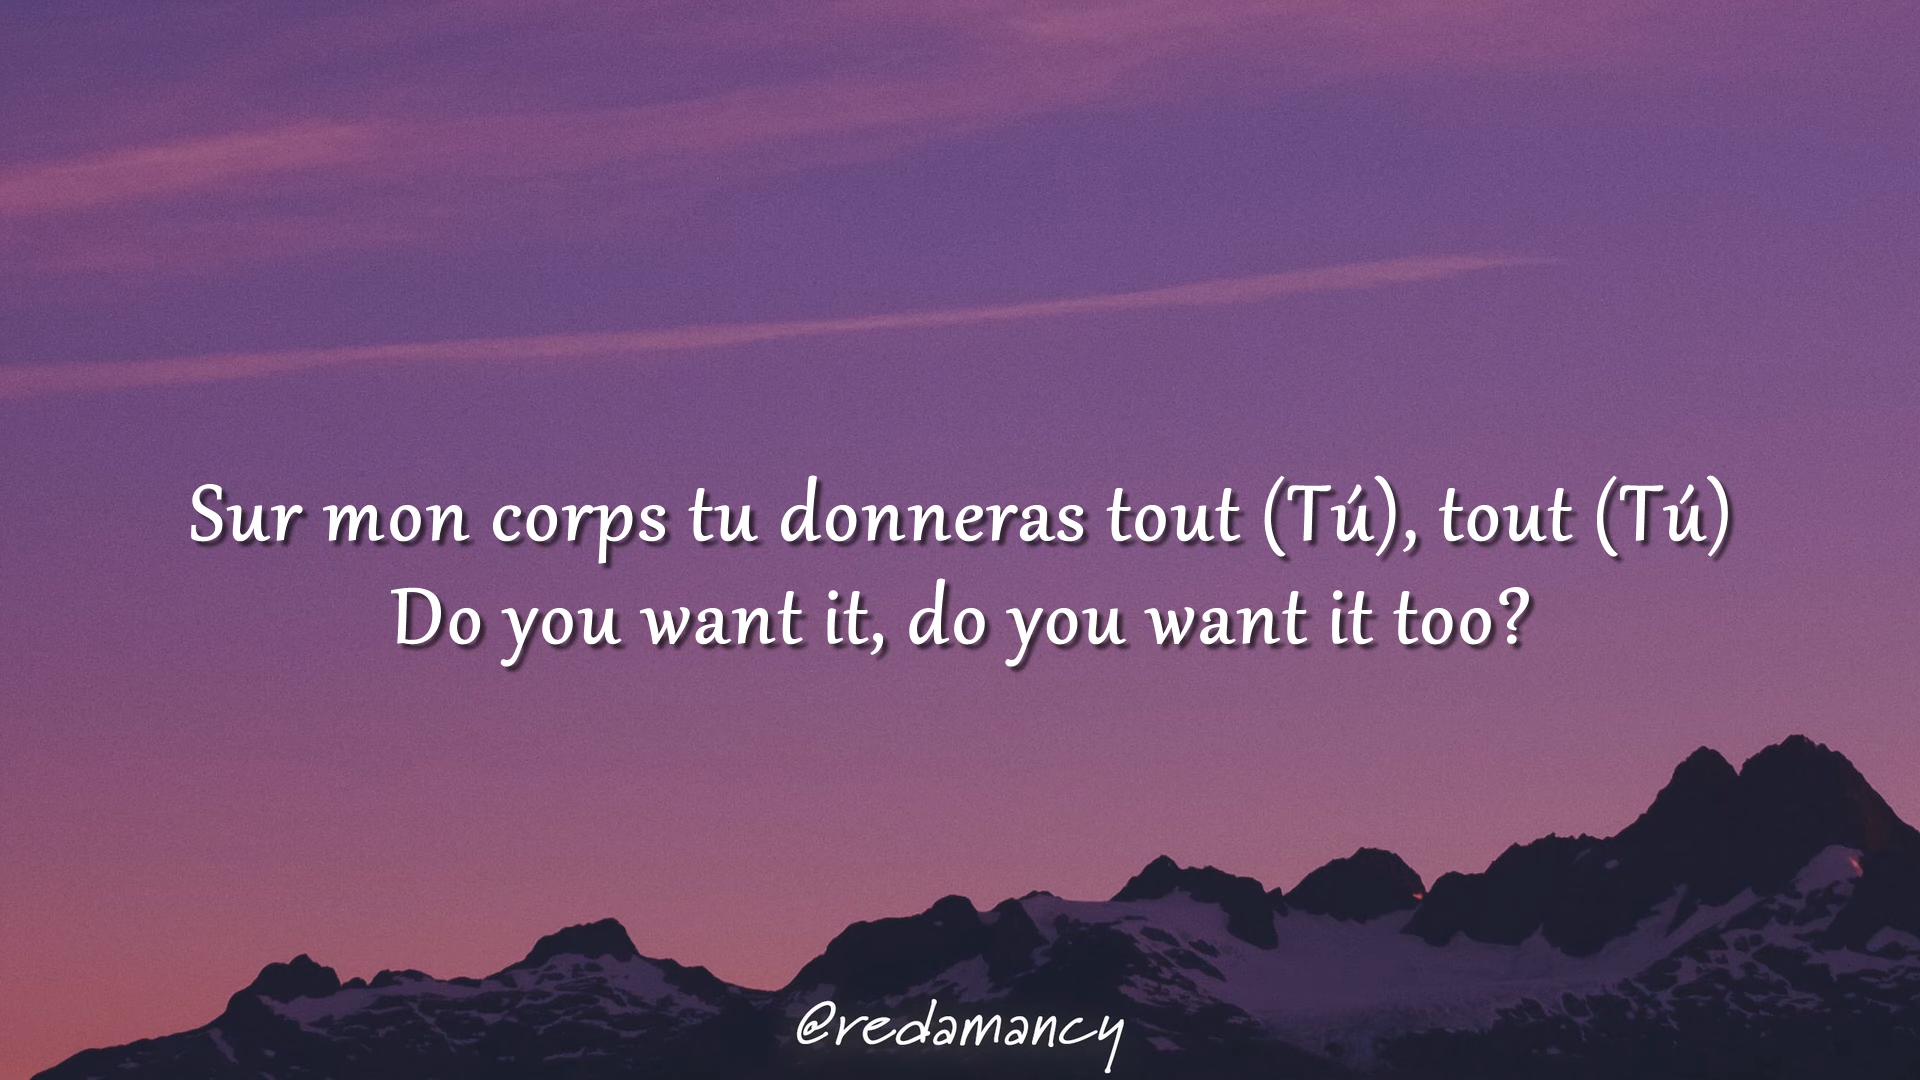 Sur mon corps tu donneras tout (Tú), tout (Tú)
Do you want it, do you want it too?
@redamancy